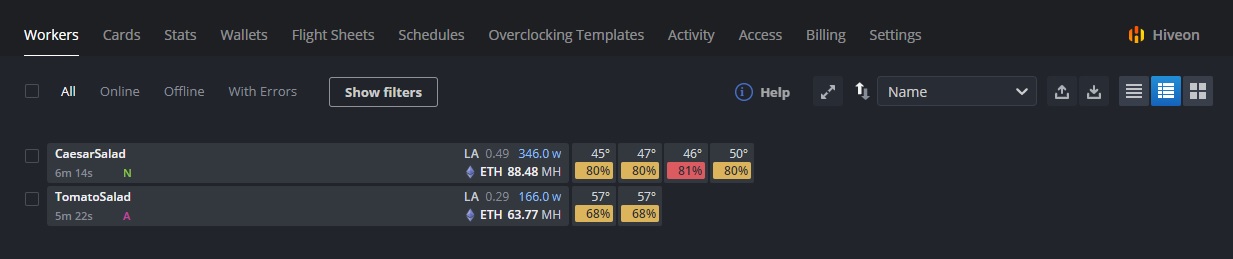 Workers Cards Stats Wallets Flight Sheets Schedules Overclocking Templates Activity Access Billing Settings Hiveon
All Online Offline With Errors Show filters Help Name
CaesarSalad LA 0.49 346.0 w 45° 47° 46° 50°
6m 14s N ETH 88.48 MH 80% 80% 81% 80%
TomatoSalad LA 0.29 166.0 w 57° 57°
5m 22s A ETH 63.77 MH 68% 68%